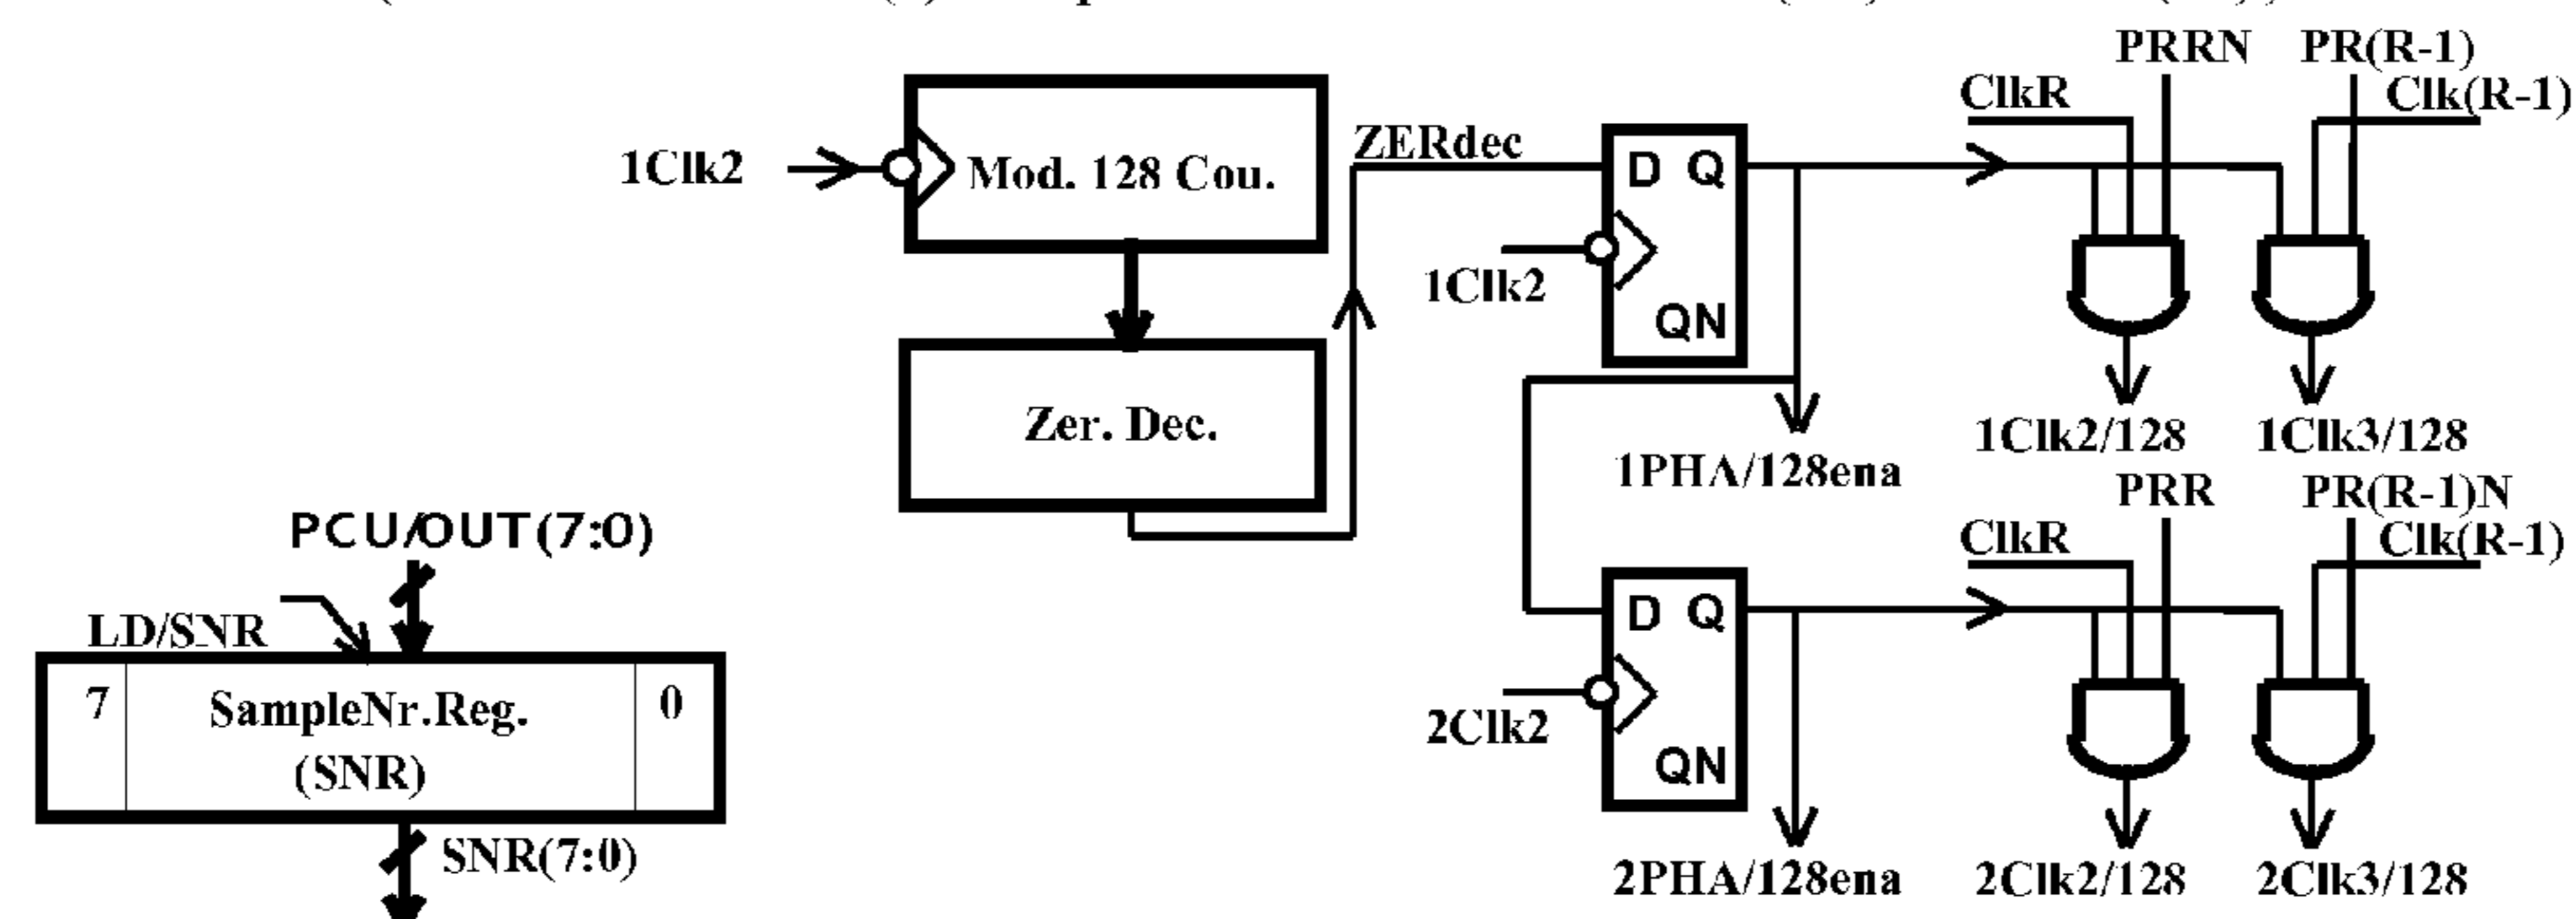 PRRN PR(R-1)
ClkR Clk(R-1)
1Clk2
Mod. 128 Cou.
ZERdec
D Q
1Clk2
QN
Zer. Dec.
1PHA/128ena
1Clk2/128 1Clk3/128
PRR PR(R-1)N
ClkR Clk(R-1)
PCU/OUT(7:0)
LD/SNR
7 SampleNr.Reg. 0
(SNR)
SNR(7:0)
D Q
2Clk2
QN
2PHA/128ena
2Clk2/128 2Clk3/128